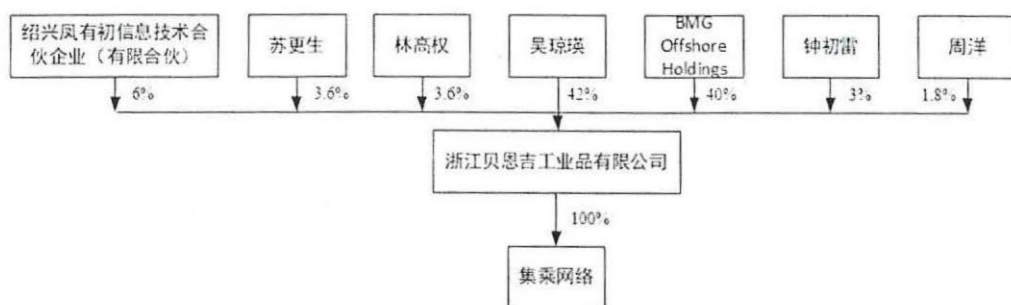 绍兴凤有初信息技术合
伙企业（有限合伙）
苏更生
林高权
吴琼瑛
BMG
Offshore
Holdings
钟初雷
周洋
6%
3.6%
3.6%
42%
40%
3%
1.8%
浙江贝恩吉工业品有限公司
100%
集乘网络